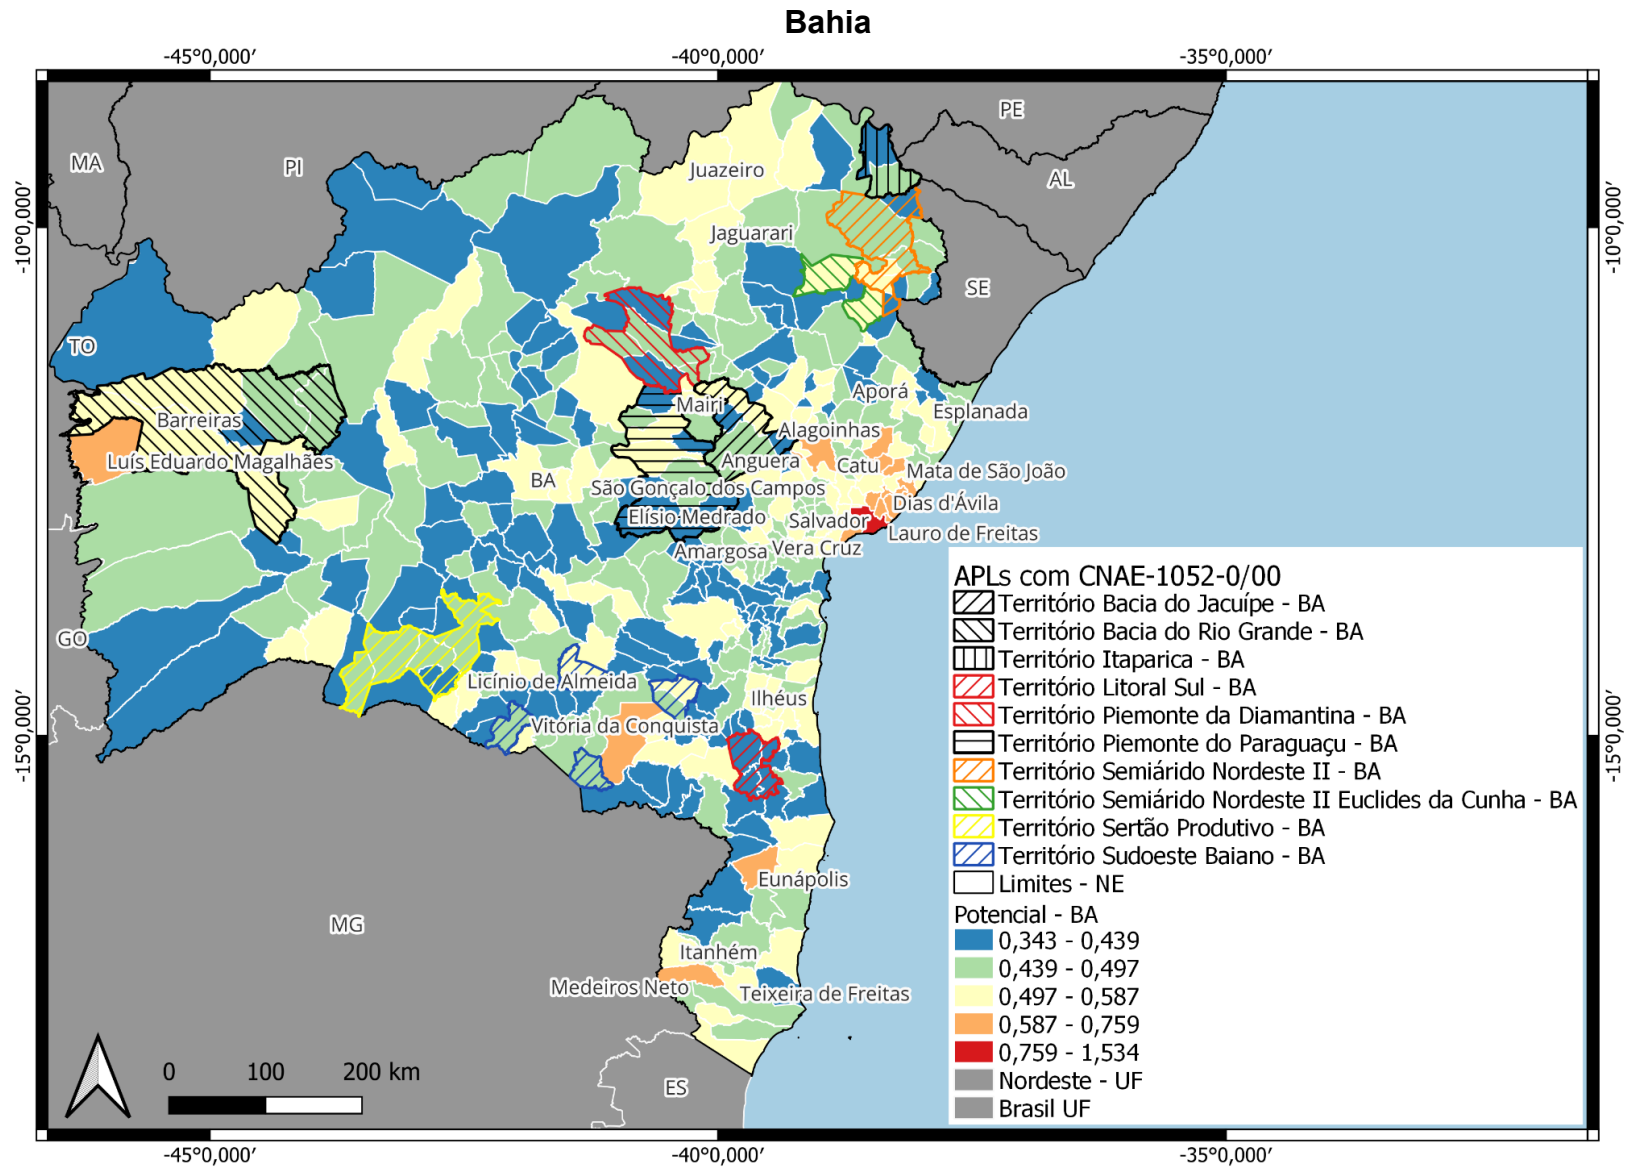 Bahia
-45°0,000′
-40°0,000′
-35°0,000′
PE
MA
PI
Juazeiro
AL
-10°0,000′
-10°0,000′
Jaguarari
SE
TO
Aporá
Mairi
Esplanada
Barreiras
Alagoinhas
Luís Eduardo Magalhães
Anguera
Catu
Mata de São João
BA
São Gonçalo dos Campos
Dias d'Ávila
Elísio Medrado
Salvador
Lauro de Freitas
Amargosa
Vera Cruz
GO
Licínio de Almeida
Ilhéus
Vitória da Conquista
-15°0,000′
-15°0,000′
Eunápolis
MG
Itanhém
Medeiros Neto
Teixeira de Freitas
ES
APLs com CNAE-1052-0/00
Território Bacia do Jacuípe - BA
Território Bacia do Rio Grande - BA
Território Itaparica - BA
Território Litoral Sul - BA
Território Piemonte da Diamantina - BA
Território Piemonte do Paraguaçu - BA
Território Semiárido Nordeste II - BA
Território Semiárido Nordeste II Euclides da Cunha - BA
Território Sertão Produtivo - BA
Território Sudoeste Baiano - BA
Limites - NE
Potencial - BA
0,343 - 0,439
0,439 - 0,497
0,497 - 0,587
0,587 - 0,759
0,759 - 1,534
Nordeste - UF
Brasil UF
0 100 200 km
-45°0,000′
-40°0,000′
-35°0,000′